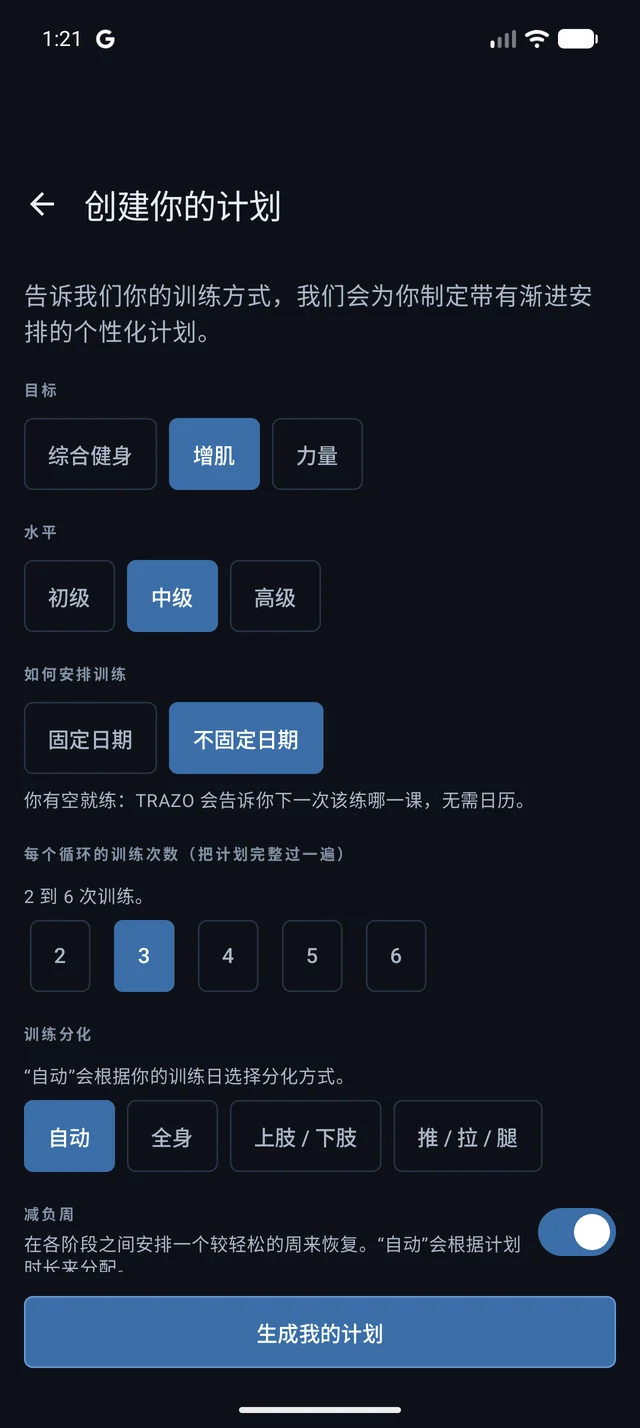 1:21 G
创建你的计划
告诉我们你的训练方式，我们会为你制定带有渐进安
排的个性化计划。
目标
综合健身 增肌 力量
水平
初级 中级 高级
如何安排训练
固定日期 不固定日期
你有空就练：TRAZO 会告诉你下一次该练哪一课，无需日历。
每个循环的训练次数（把计划完整过一遍）
2 到 6 次训练。
2 3 4 5 6
训练分化
“自动”会根据你的训练日选择分化方式。
自动 全身 上肢 / 下肢 推 / 拉 / 腿
减负周
在各阶段之间安排一个较轻松的周来恢复。“自动”会根据计划
时长来分配。
生成我的计划